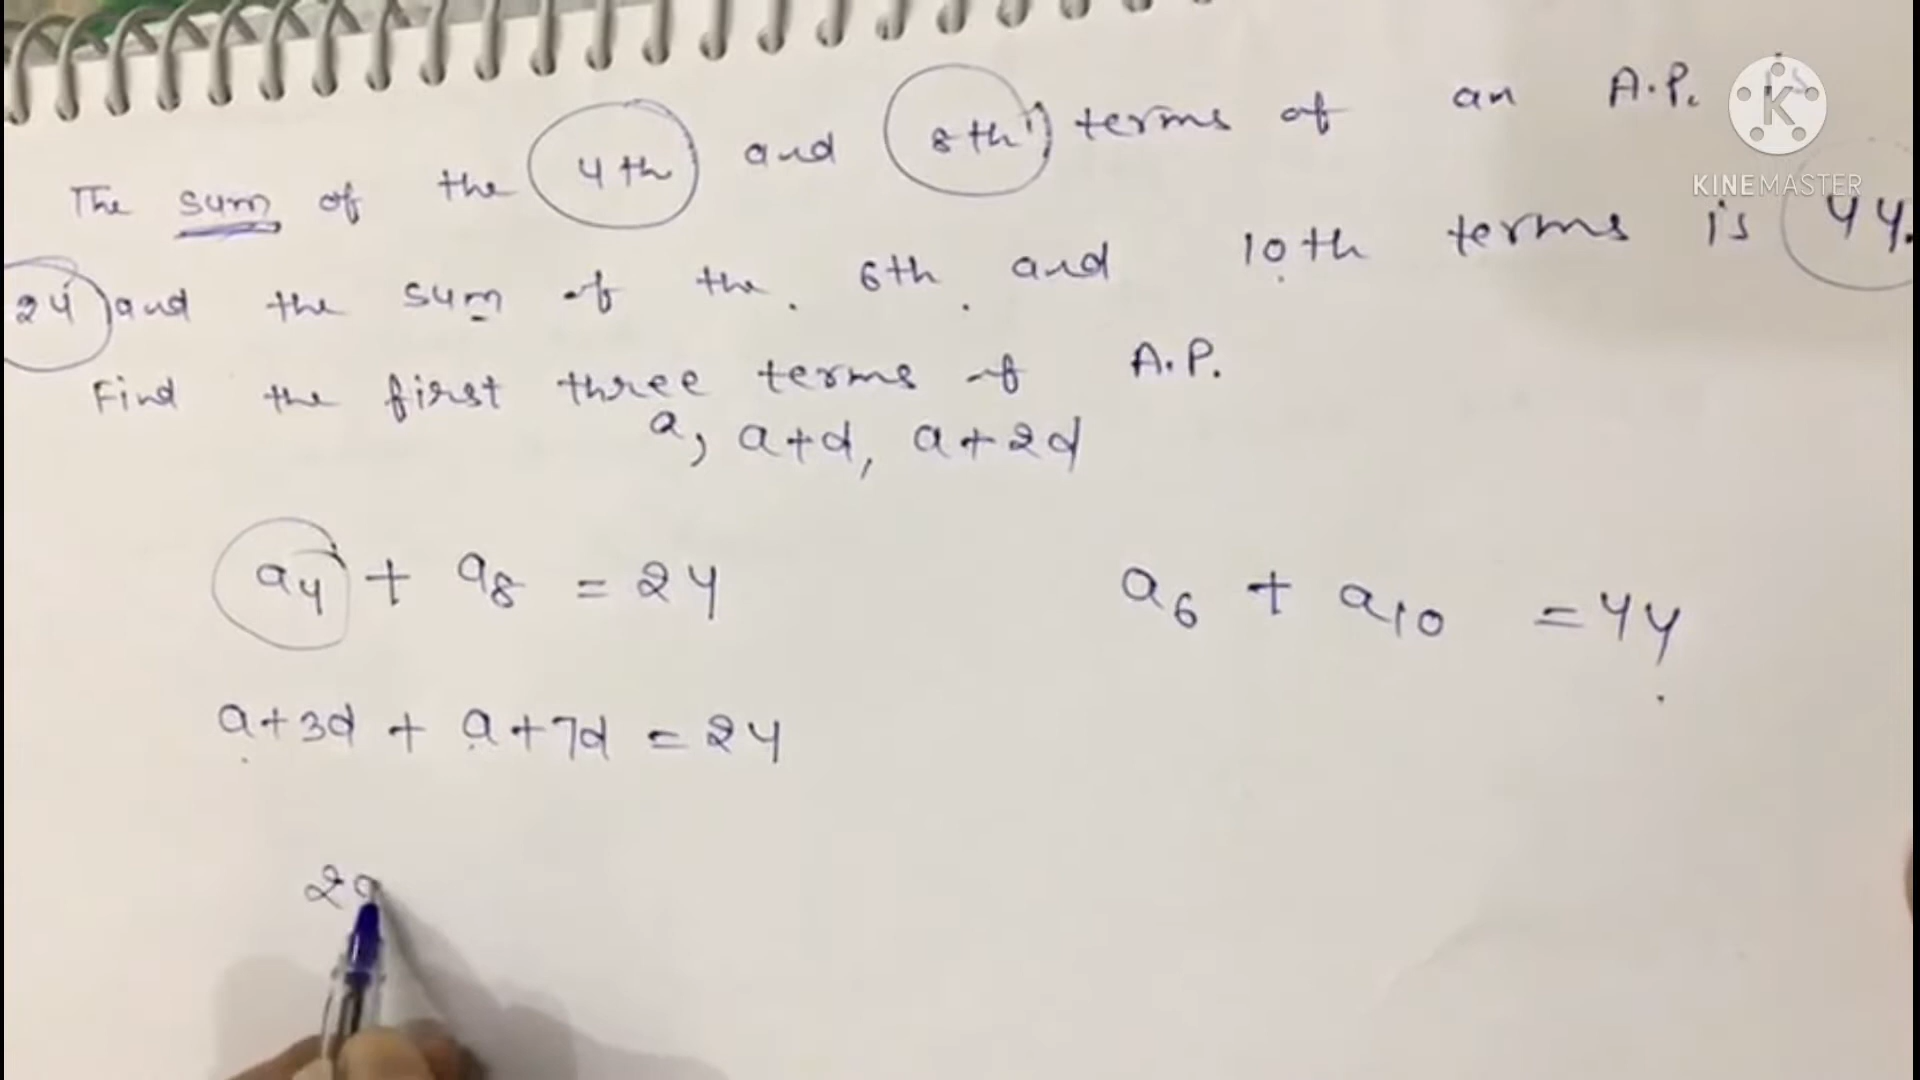 The sum of the 4th and 8th terms of an A.P. is
24 and the sum of the 6th and 10th terms is 44.
Find the first three terms of A.P.
a, a+d, a+2d
a4 + a8 = 24
a6 + a10 = 44
a+3d + a+7d = 24
2a
KINEMASTER